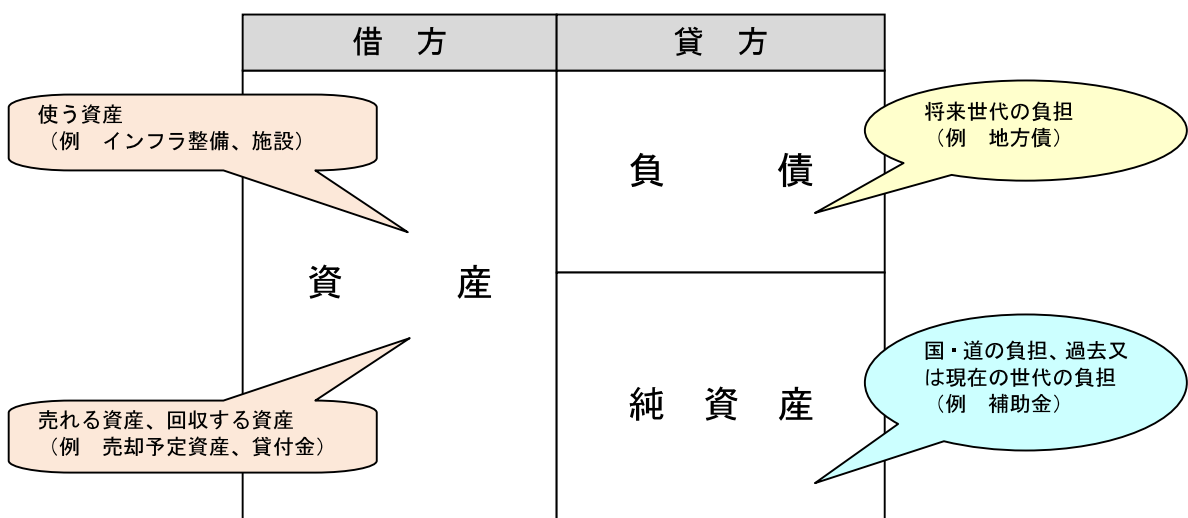 借　方
貸　方
使う資産
（例　インフラ整備、施設）
将来世代の負担
（例　地方債）
負　債
資　産
国・道の負担、過去又
は現在の世代の負担
（例　補助金）
純　資　産
売れる資産、回収する資産
（例　売却予定資産、貸付金）